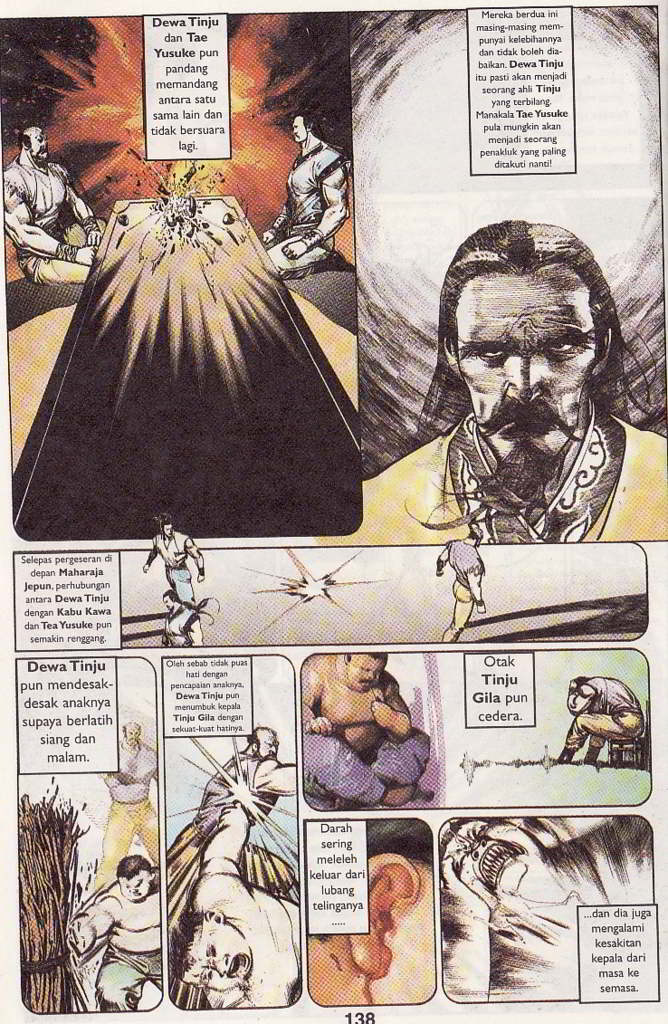 Dewa Tinju
dan Tae
Yusuke pun
pandang
memandang
antara satu
sama lain dan
tidak bersuara
lagi.
Mereka berdua ini
masing-masing mem-
punyai kelebihannya
dan tidak boleh dia-
baikan. Dewa Tinju
itu pasti akan menjadi
seorang ahli Tinju
yang terbilang.
Manakala Tae Yusuke
pula mungkin akan
menjadi seorang
penakluk yang paling
ditakuti nanti!
Selepas pergeseran di
depan Maharaja
Jepun, perhubungan
antara Dewa Tinju
dengan Kabu Kawa
dan Tea Yusuke pun
semakin renggang.
Dewa Tinju
pun mendesak-
desak anaknya
supaya berlatih
siang dan
malam.
Oleh sebab tidak puas
hati dengan
pencapaian anaknya,
Dewa Tinju pun
menumbuk kepala
Tinju Gila dengan
sekuat-kuat hatinya.
Otak
Tinju
Gila pun
cedera.
Darah
sering
meleleh
keluar dari
lubang
telinganya
.....
...dan dia juga
mengalami
kesakitan
kepala dari
masa ke
semasa.
138